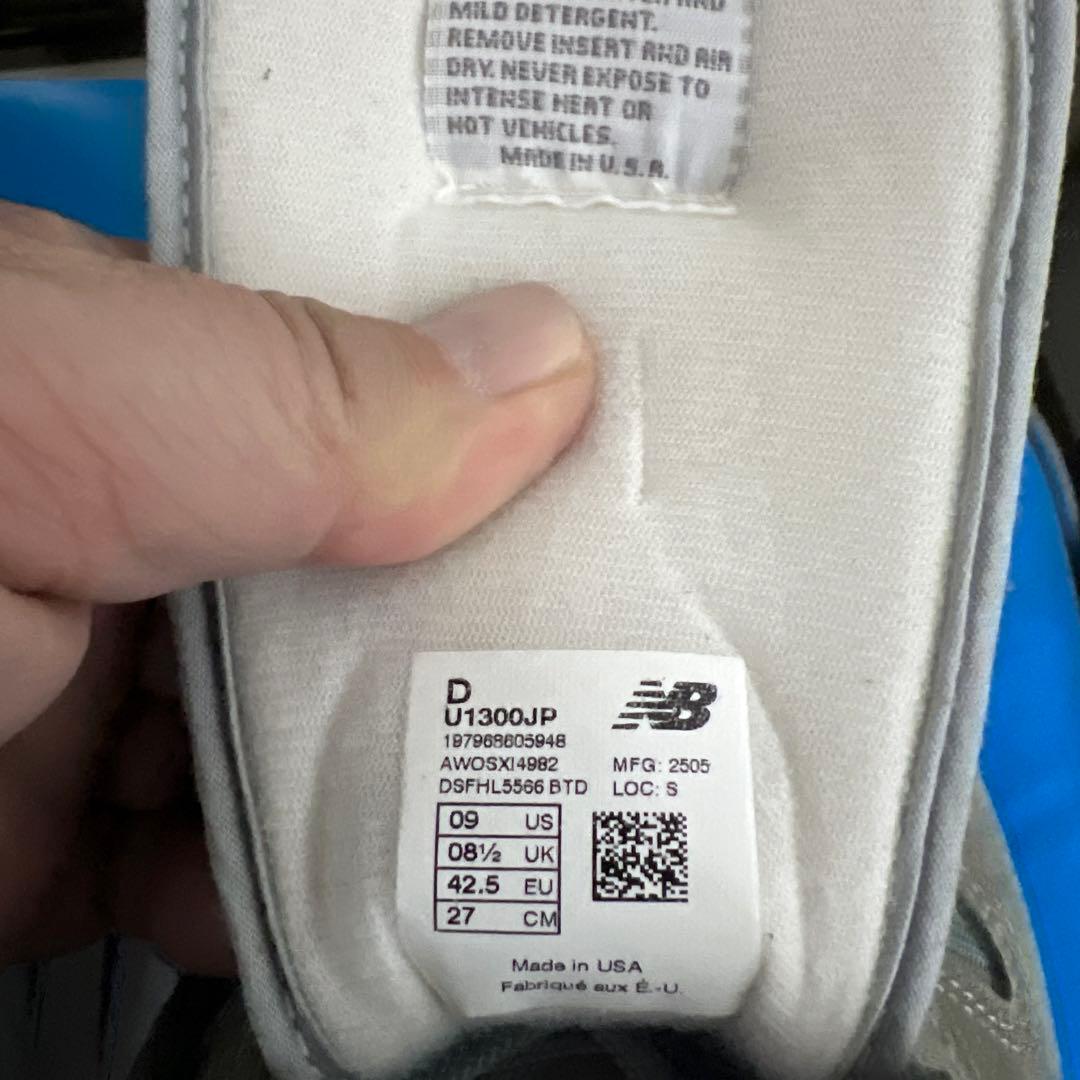 MILD DETERGENT.
REMOVE INSERT AND AIR
DRY. NEVER EXPOSE TO
INTENSE HEAT OR
HOT VEHICLES.
MADE IN U.S.A.
D
U1300JP
197968605948
AWOSXI4982
DSFHL5566 BTD
NB
MFG: 2505
LOC: S
09 US
08½ UK
42.5 EU
27 CM
Made in USA
Fabriqué aux É.-U.